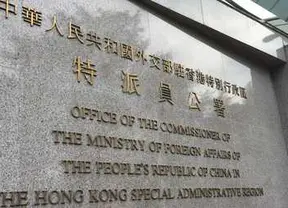 中華人民共和國外交部駐香港特別行政區
特派員公署
OFFICE OF THE COMMISSIONER OF
THE MINISTRY OF FOREIGN AFFAIRS OF
THE PEOPLE'S REPUBLIC OF CHINA IN
THE HONG KONG SPECIAL ADMINISTRATIVE REGION